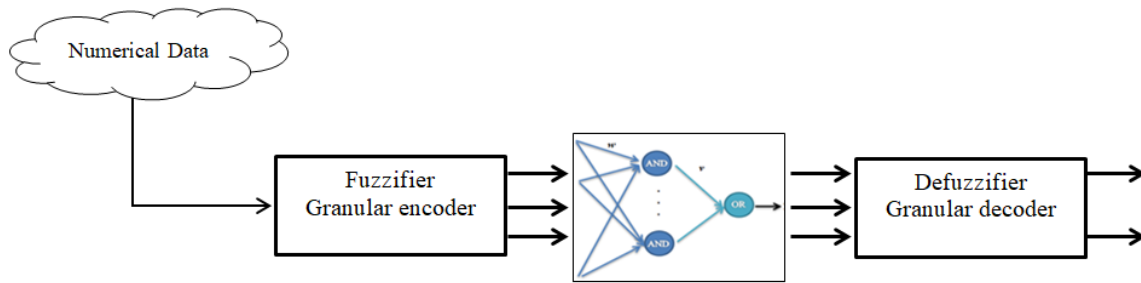 Numerical Data
Fuzzifier
Granular encoder
W
AND
V
OR
AND
Defuzzifier
Granular decoder